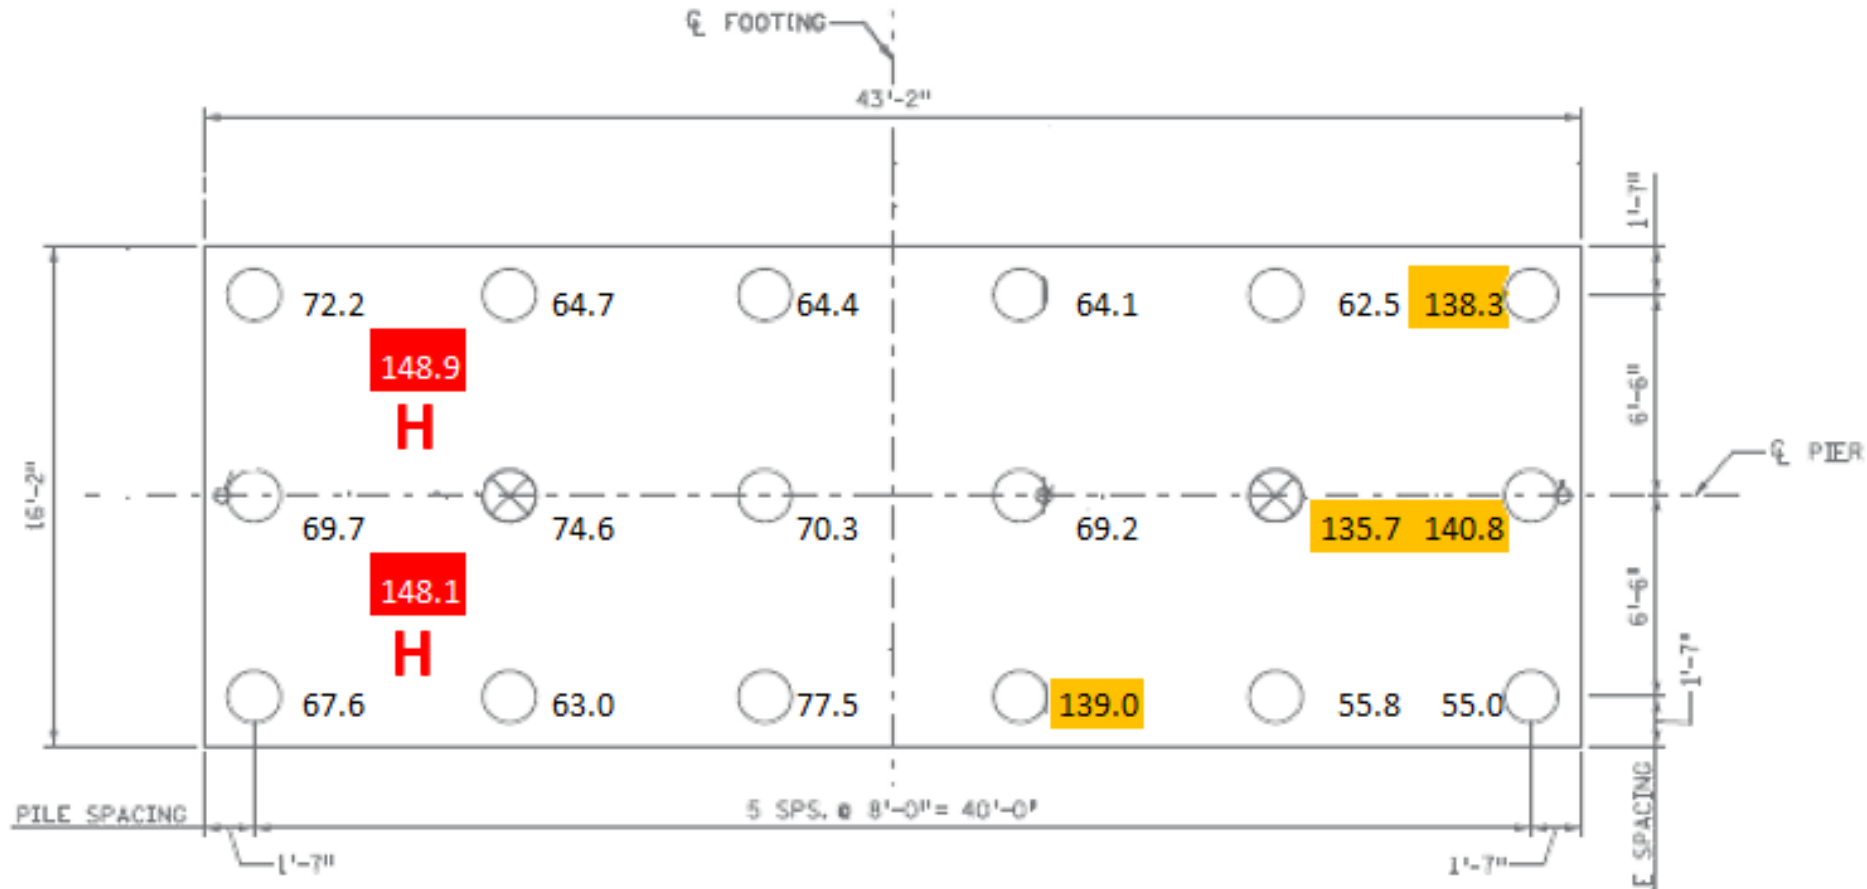 ℄ FOOTING
43'-2"
1'-7"
72.2 64.7 64.4 64.1 62.5 138.3
148.9
H
6'-6"
℄ PIER
16'-2"
69.7 74.6 70.3 69.2 135.7 140.8
148.1
H
6'-6"
1'-7"
67.6 63.0 77.5 139.0 55.8 55.0
PILE SPACING
5 SPS. @ 8'-0" = 40'-0"
E SPACING
1'-7"
1'-7"